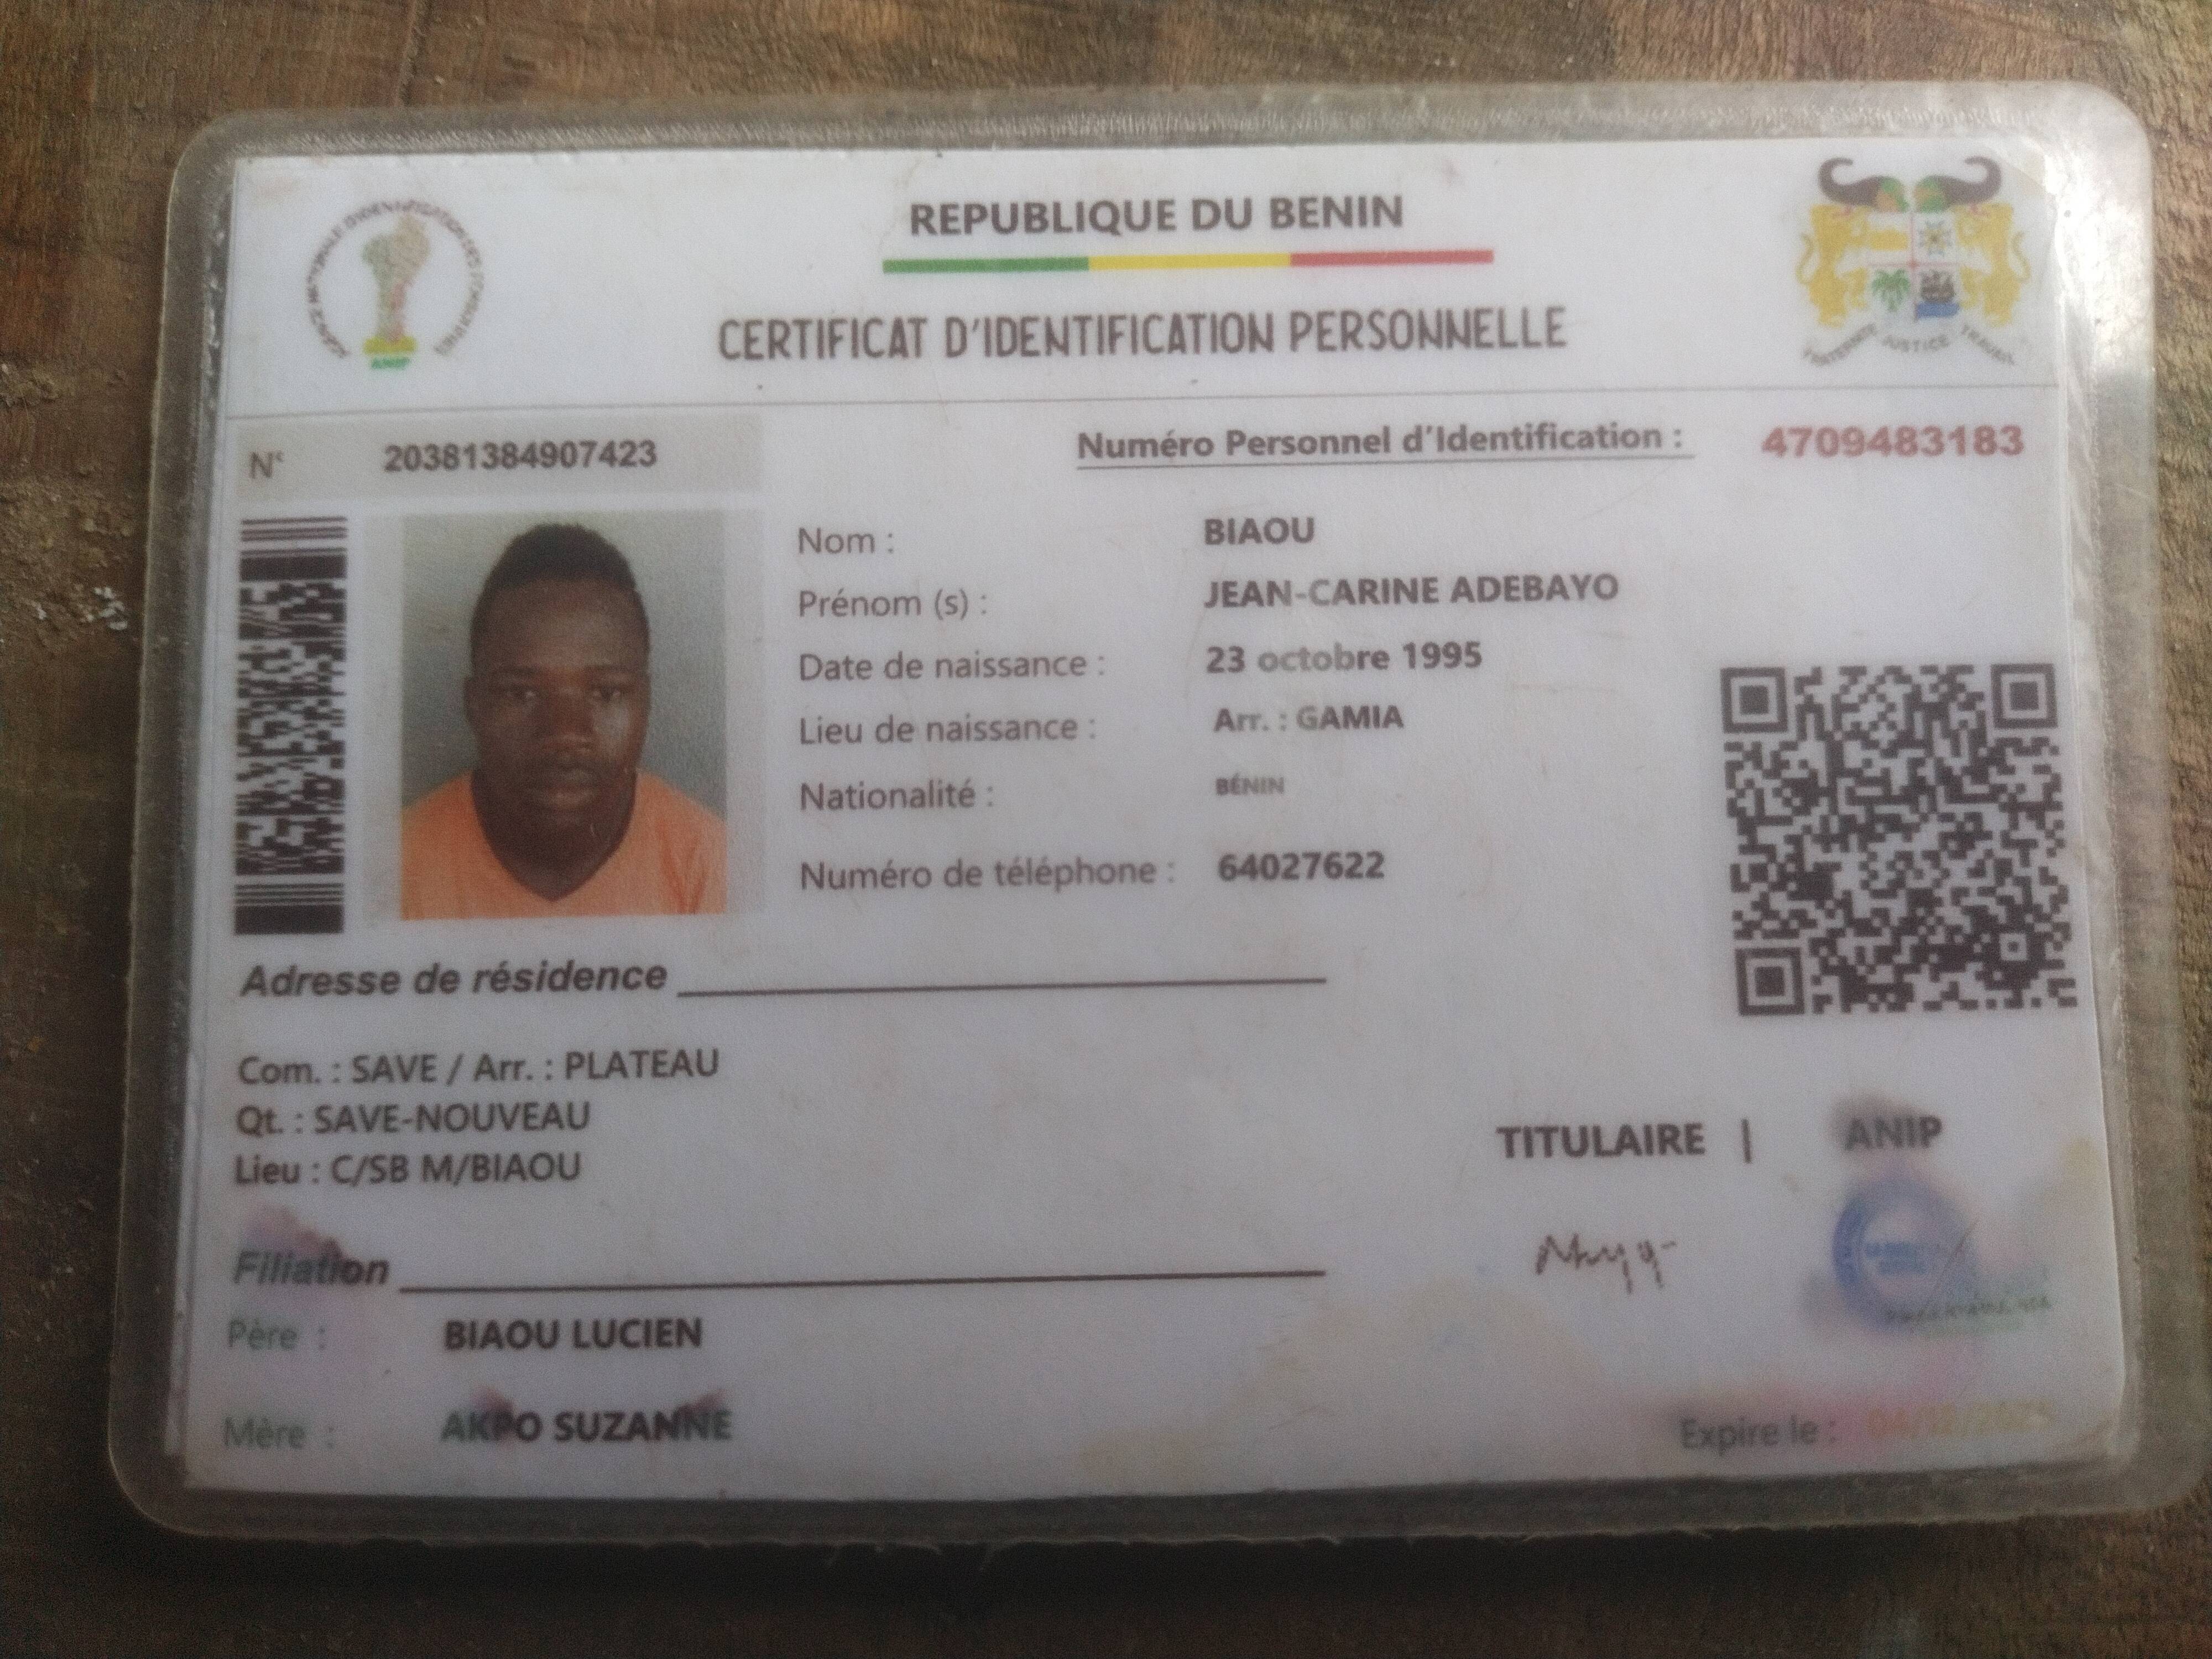 REPUBLIQUE DU BENIN
CERTIFICAT D'IDENTIFICATION PERSONNELLE
ANIP
FRATERNITE JUSTICE TRAVAIL
N° 20381384907423
Numéro Personnel d'Identification : 4709483183
Nom : BIAOU
Prénom (s) : JEAN-CARINE ADEBAYO
Date de naissance : 23 octobre 1995
Lieu de naissance : Arr. : GAMIA
Nationalité : BÉNIN
Numéro de téléphone : 64027622
Adresse de résidence
Com. : SAVE / Arr. : PLATEAU
Qt. : SAVE-NOUVEAU
Lieu : C/SB M/BIAOU
TITULAIRE | ANIP
Filiation
Père : BIAOU LUCIEN
Mère : AKPO SUZANNE
Expire le :